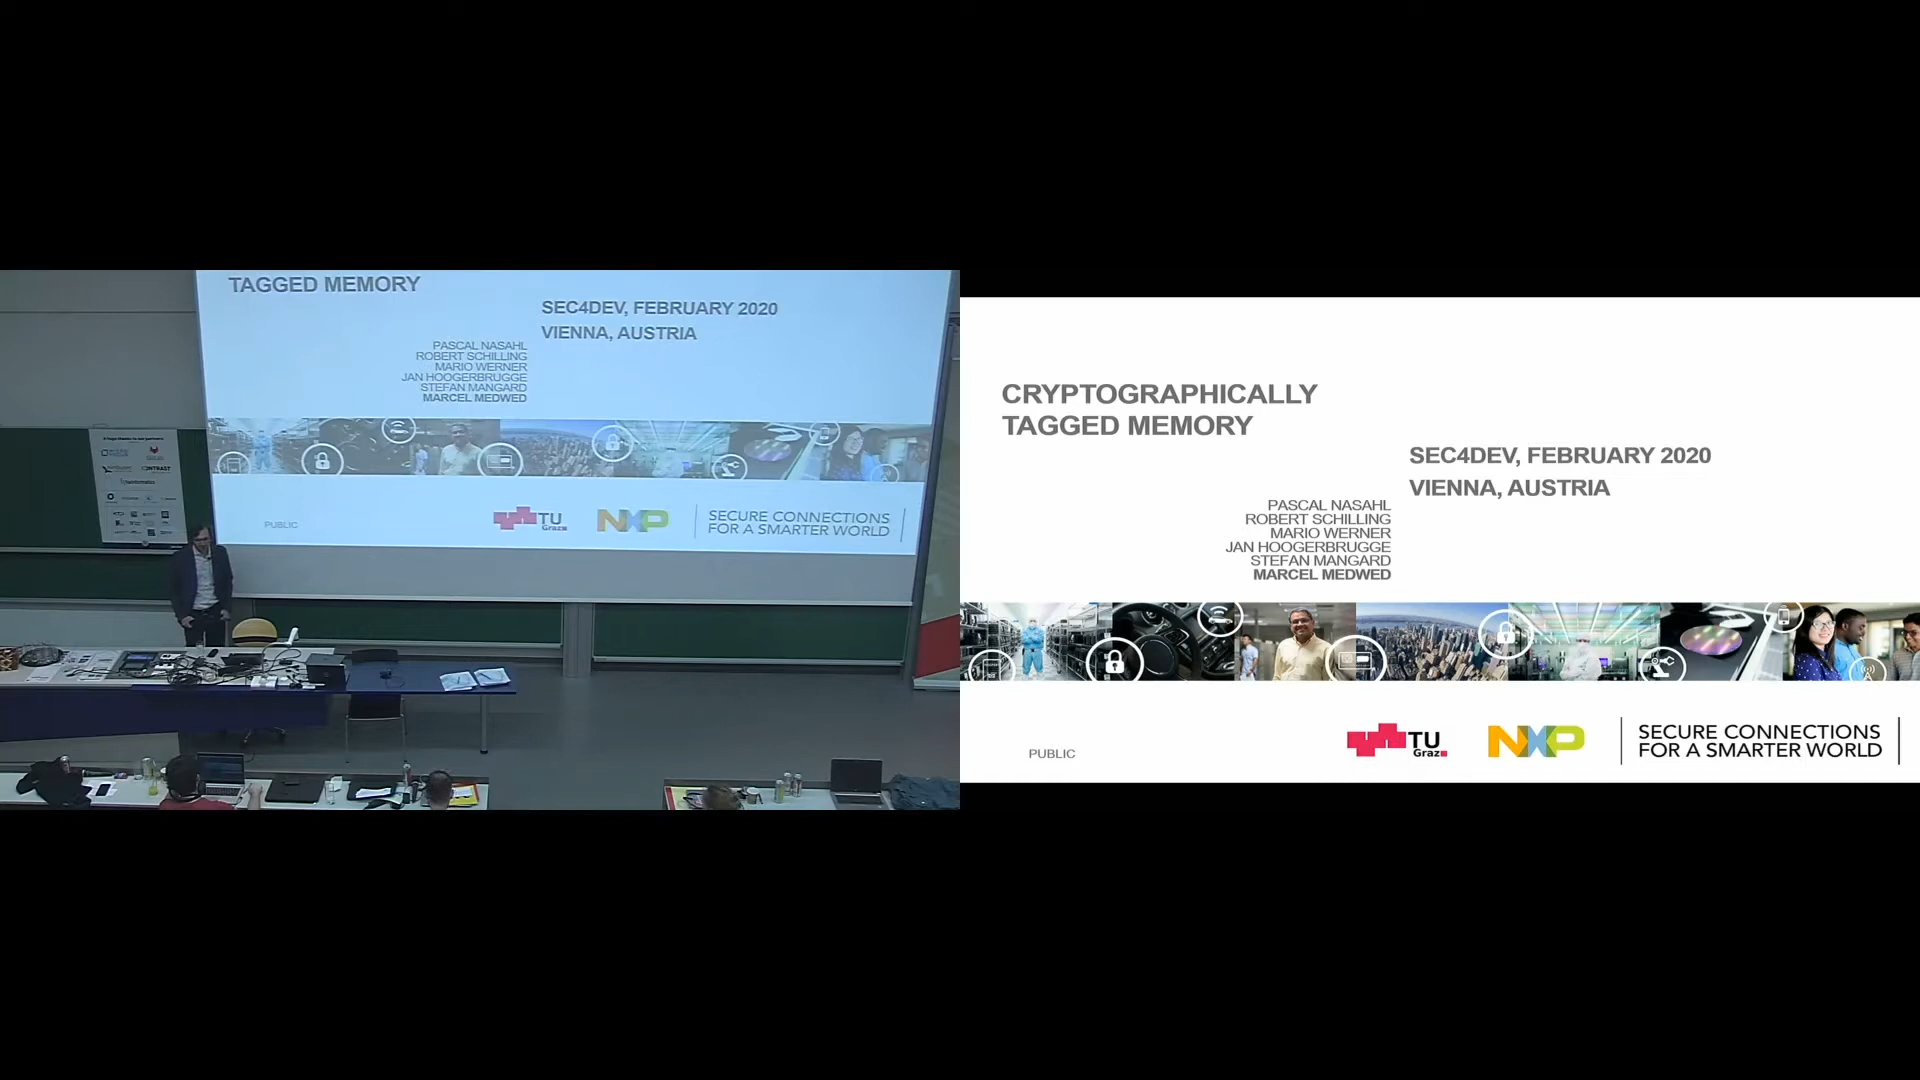 TAGGED MEMORY
SEC4DEV, FEBRUARY 2020
VIENNA, AUSTRIA
PASCAL NASAHL
ROBERT SCHILLING
MARIO WERNER
JAN HOOGERBRUGGE
STEFAN MANGARD
MARCEL MEDWED
PUBLIC
TU
Graz
NXP
SECURE CONNECTIONS
FOR A SMARTER WORLD
CRYPTOGRAPHICALLY
TAGGED MEMORY
SEC4DEV, FEBRUARY 2020
VIENNA, AUSTRIA
PASCAL NASAHL
ROBERT SCHILLING
MARIO WERNER
JAN HOOGERBRUGGE
STEFAN MANGARD
MARCEL MEDWED
PUBLIC
TU
Graz
NXP
SECURE CONNECTIONS
FOR A SMARTER WORLD